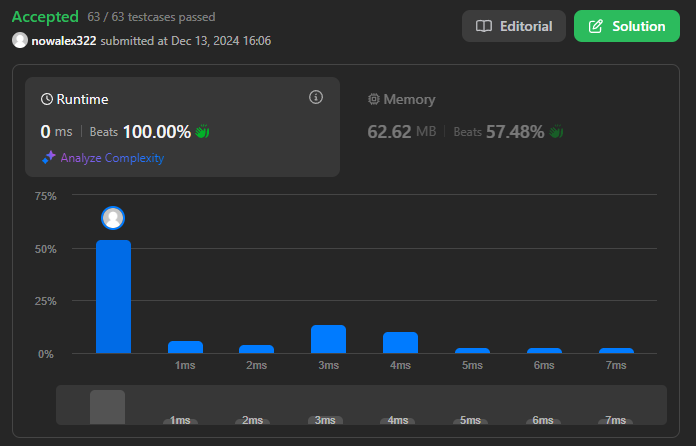 Accepted 63 / 63 testcases passed
Editorial
Solution
nowalex322 submitted at Dec 13, 2024 16:06
Runtime
0 ms | Beats 100.00%
Analyze Complexity
Memory
62.62 MB | Beats 57.48%
75%
50%
25%
0%
1ms 2ms 3ms 4ms 5ms 6ms 7ms
1ms 2ms 3ms 4ms 5ms 6ms 7ms